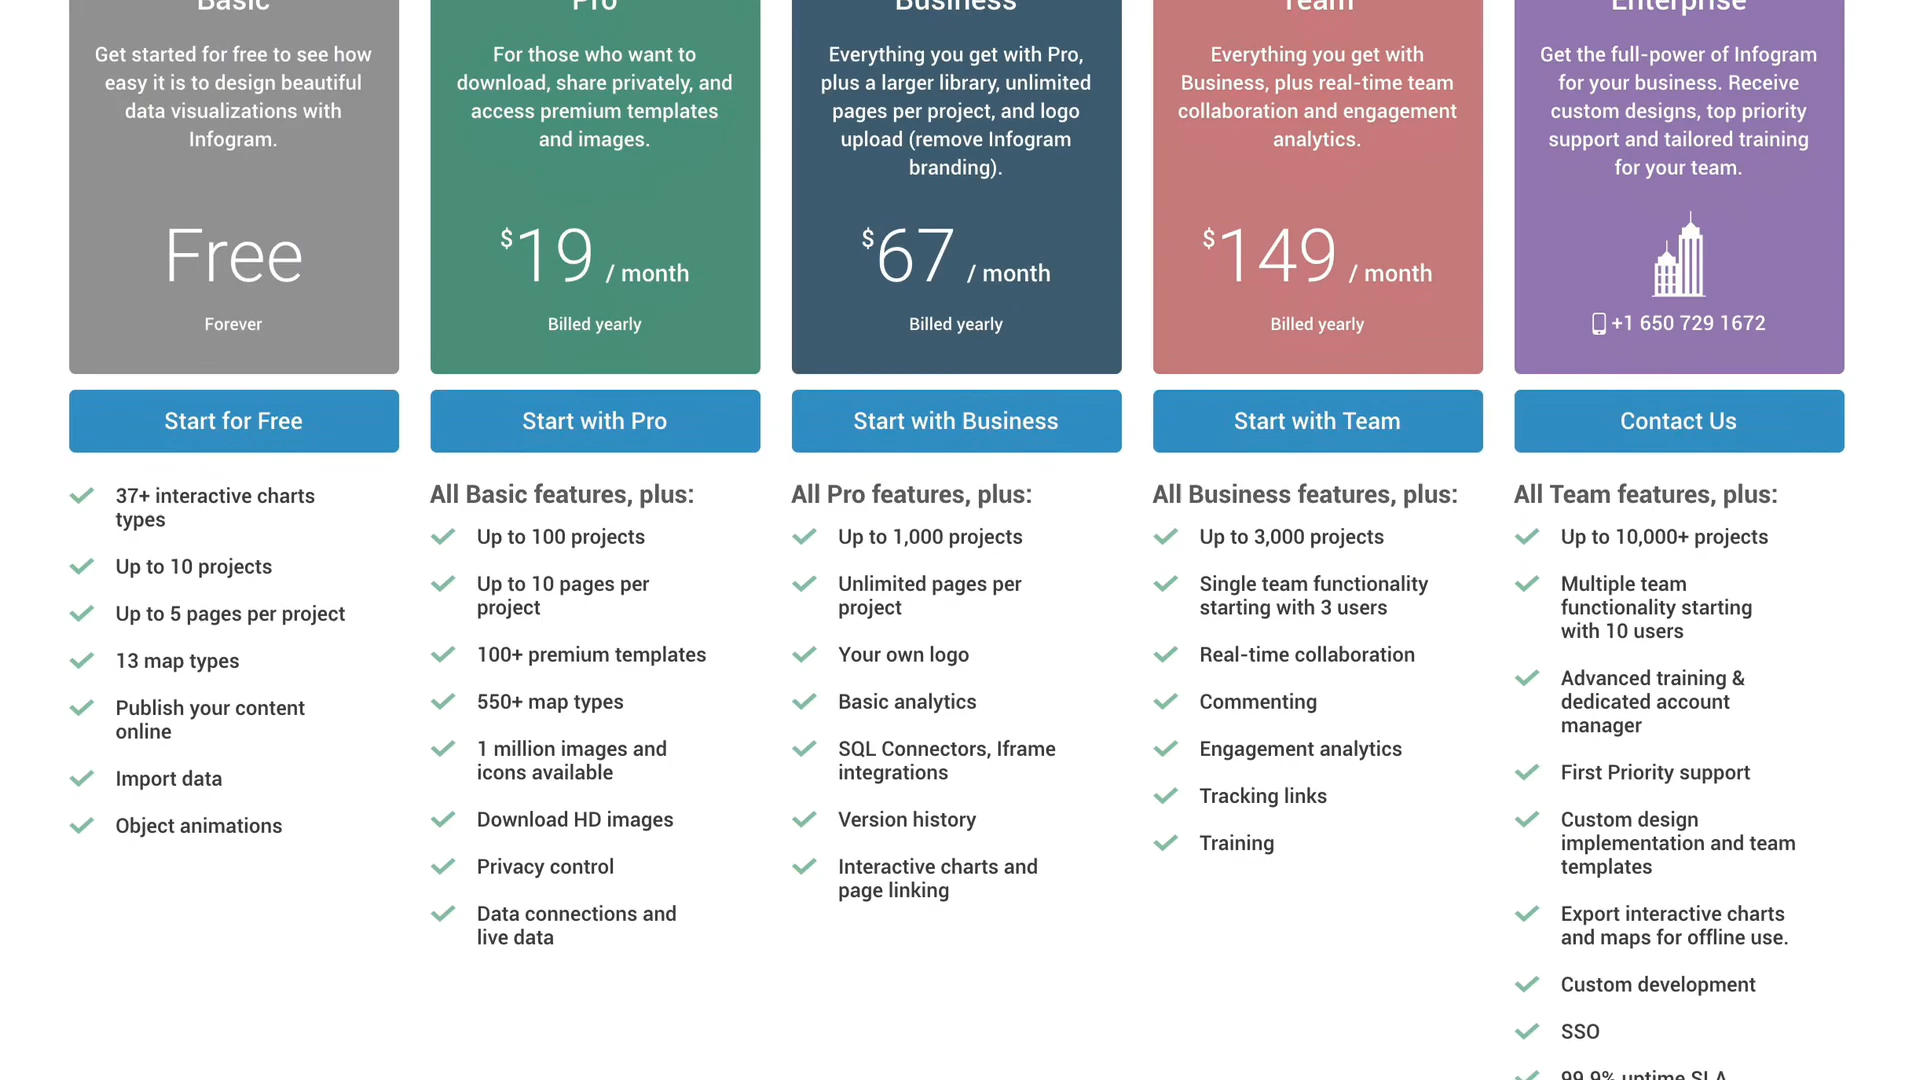 Basic
Get started for free to see how
easy it is to design beautiful
data visualizations with
Infogram.
Free
Forever
Start for Free
37+ interactive charts
types
Up to 10 projects
Up to 5 pages per project
13 map types
Publish your content
online
Import data
Object animations
Pro
For those who want to
download, share privately, and
access premium templates
and images.
$19 / month
Billed yearly
Start with Pro
All Basic features, plus:
Up to 100 projects
Up to 10 pages per
project
100+ premium templates
550+ map types
1 million images and
icons available
Download HD images
Privacy control
Data connections and
live data
Business
Everything you get with Pro,
plus a larger library, unlimited
pages per project, and logo
upload (remove Infogram
branding).
$67 / month
Billed yearly
Start with Business
All Pro features, plus:
Up to 1,000 projects
Unlimited pages per
project
Your own logo
Basic analytics
SQL Connectors, Iframe
integrations
Version history
Interactive charts and
page linking
Team
Everything you get with
Business, plus real-time team
collaboration and engagement
analytics.
$149 / month
Billed yearly
Start with Team
All Business features, plus:
Up to 3,000 projects
Single team functionality
starting with 3 users
Real-time collaboration
Commenting
Engagement analytics
Tracking links
Training
Enterprise
Get the full-power of Infogram
for your business. Receive
custom designs, top priority
support and tailored training
for your team.
+1 650 729 1672
Contact Us
All Team features, plus:
Up to 10,000+ projects
Multiple team
functionality starting
with 10 users
Advanced training &
dedicated account
manager
First Priority support
Custom design
implementation and team
templates
Export interactive charts
and maps for offline use.
Custom development
SSO
99.9% uptime SLA